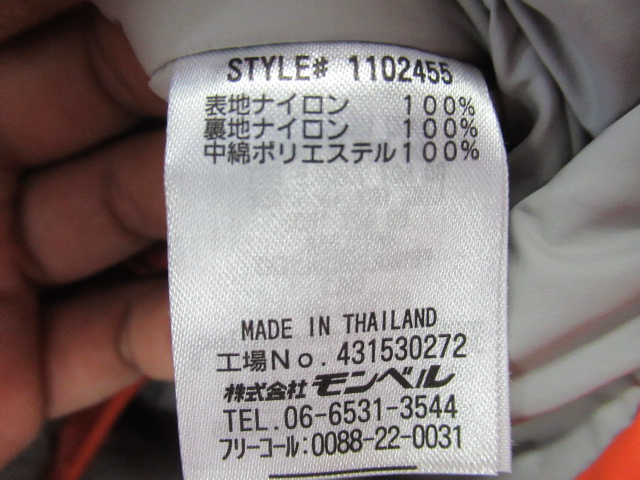 STYLE# 1102455
表地ナイロン 100%
裏地ナイロン 100%
中綿ポリエステル100%
MADE IN THAILAND
工場No.431530272
株式会社 モンベル
TEL.06-6531-3544
フリーコール:0088-22-0031